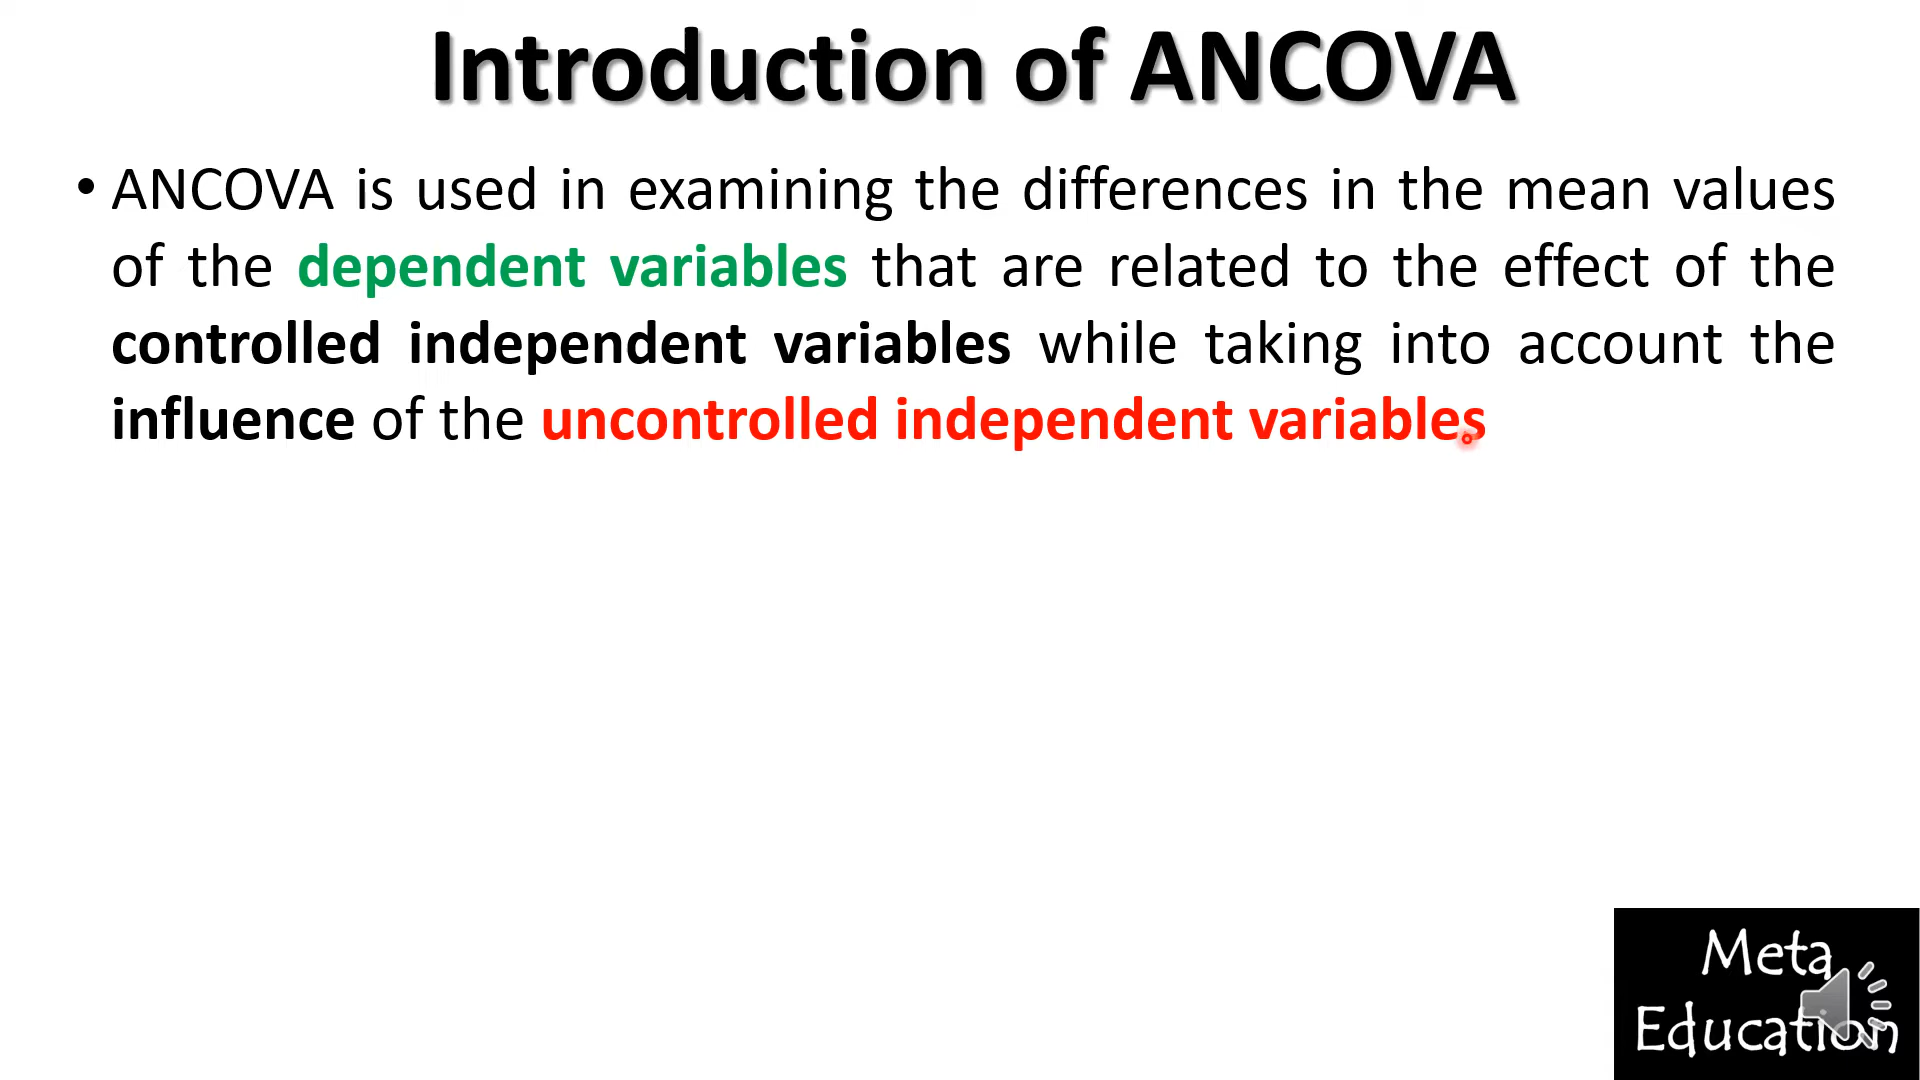 Introduction of ANCOVA
• ANCOVA is used in examining the differences in the mean values
of the dependent variables that are related to the effect of the
controlled independent variables while taking into account the
influence of the uncontrolled independent variables
Meta
Education